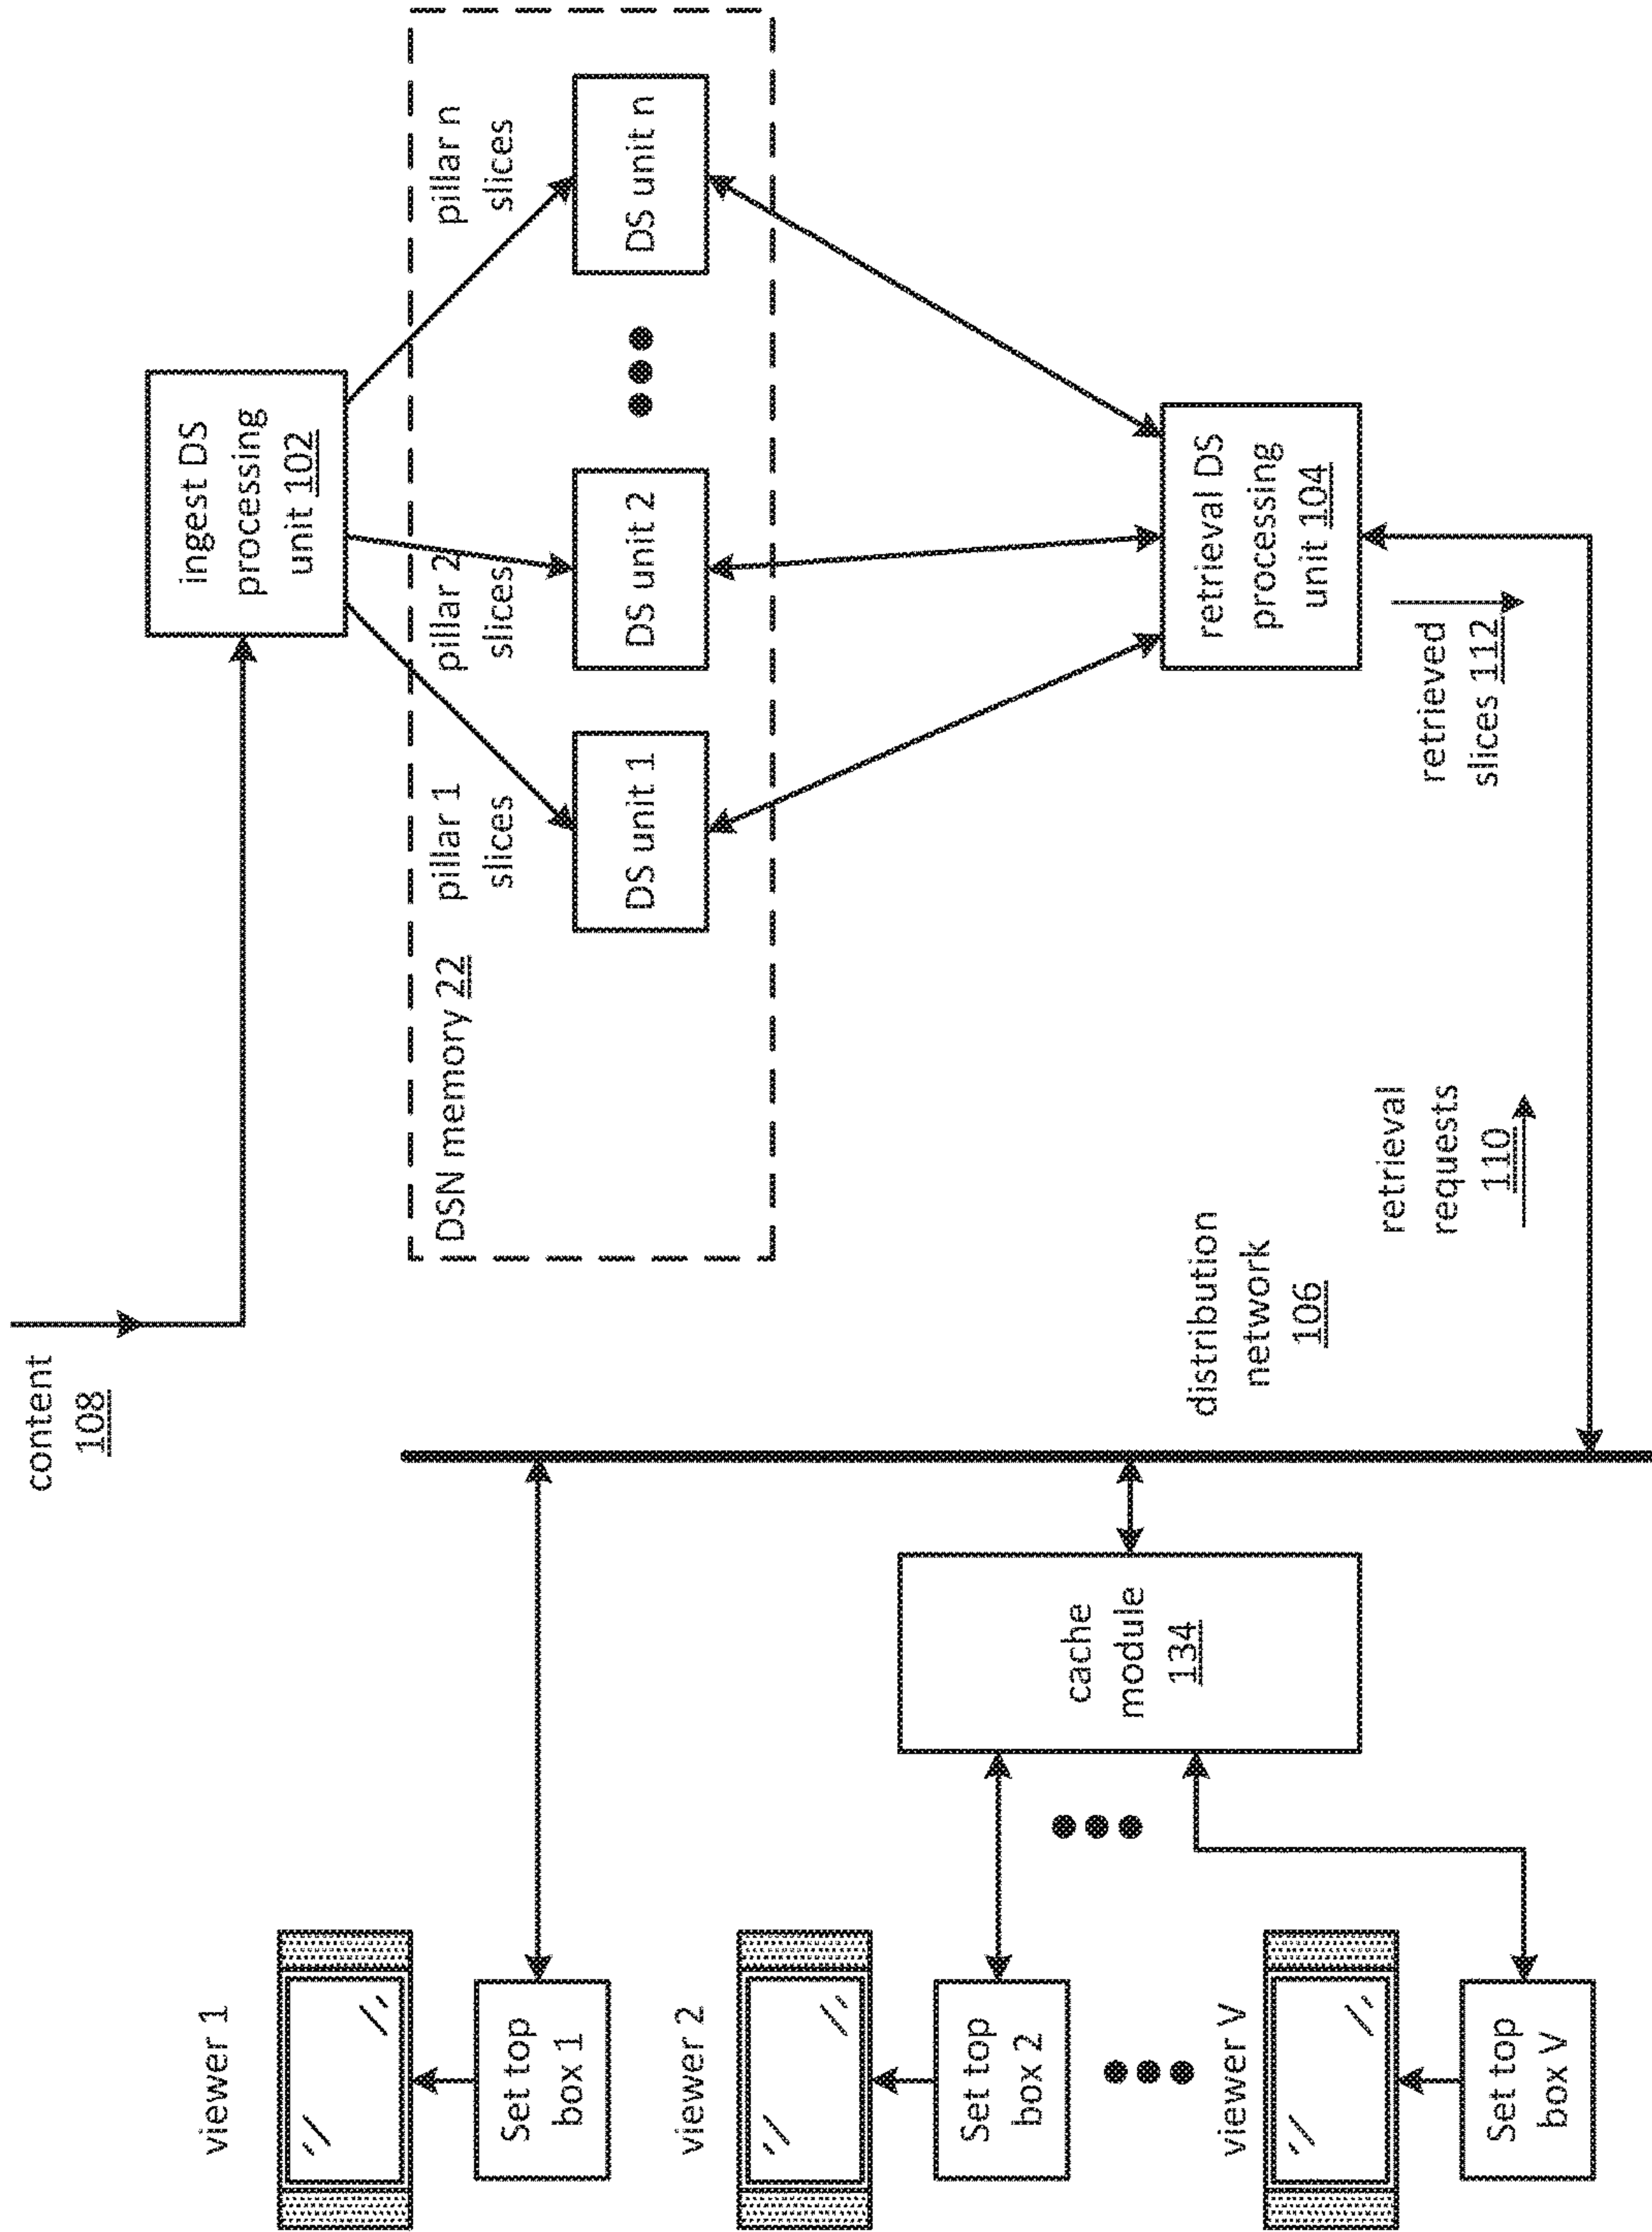 content
108
ingest DS
processing
unit 102
DSN memory 22
pillar 1
slices
pillar 2
slices
pillar n
slices
DS unit 1
DS unit 2
DS unit n
retrieval DS
processing
unit 104
retrieved
slices 112
retrieval
requests
110
distribution
network
106
cache
module
134
viewer 1
Set top
box 1
viewer 2
Set top
box 2
viewer V
Set top
box V